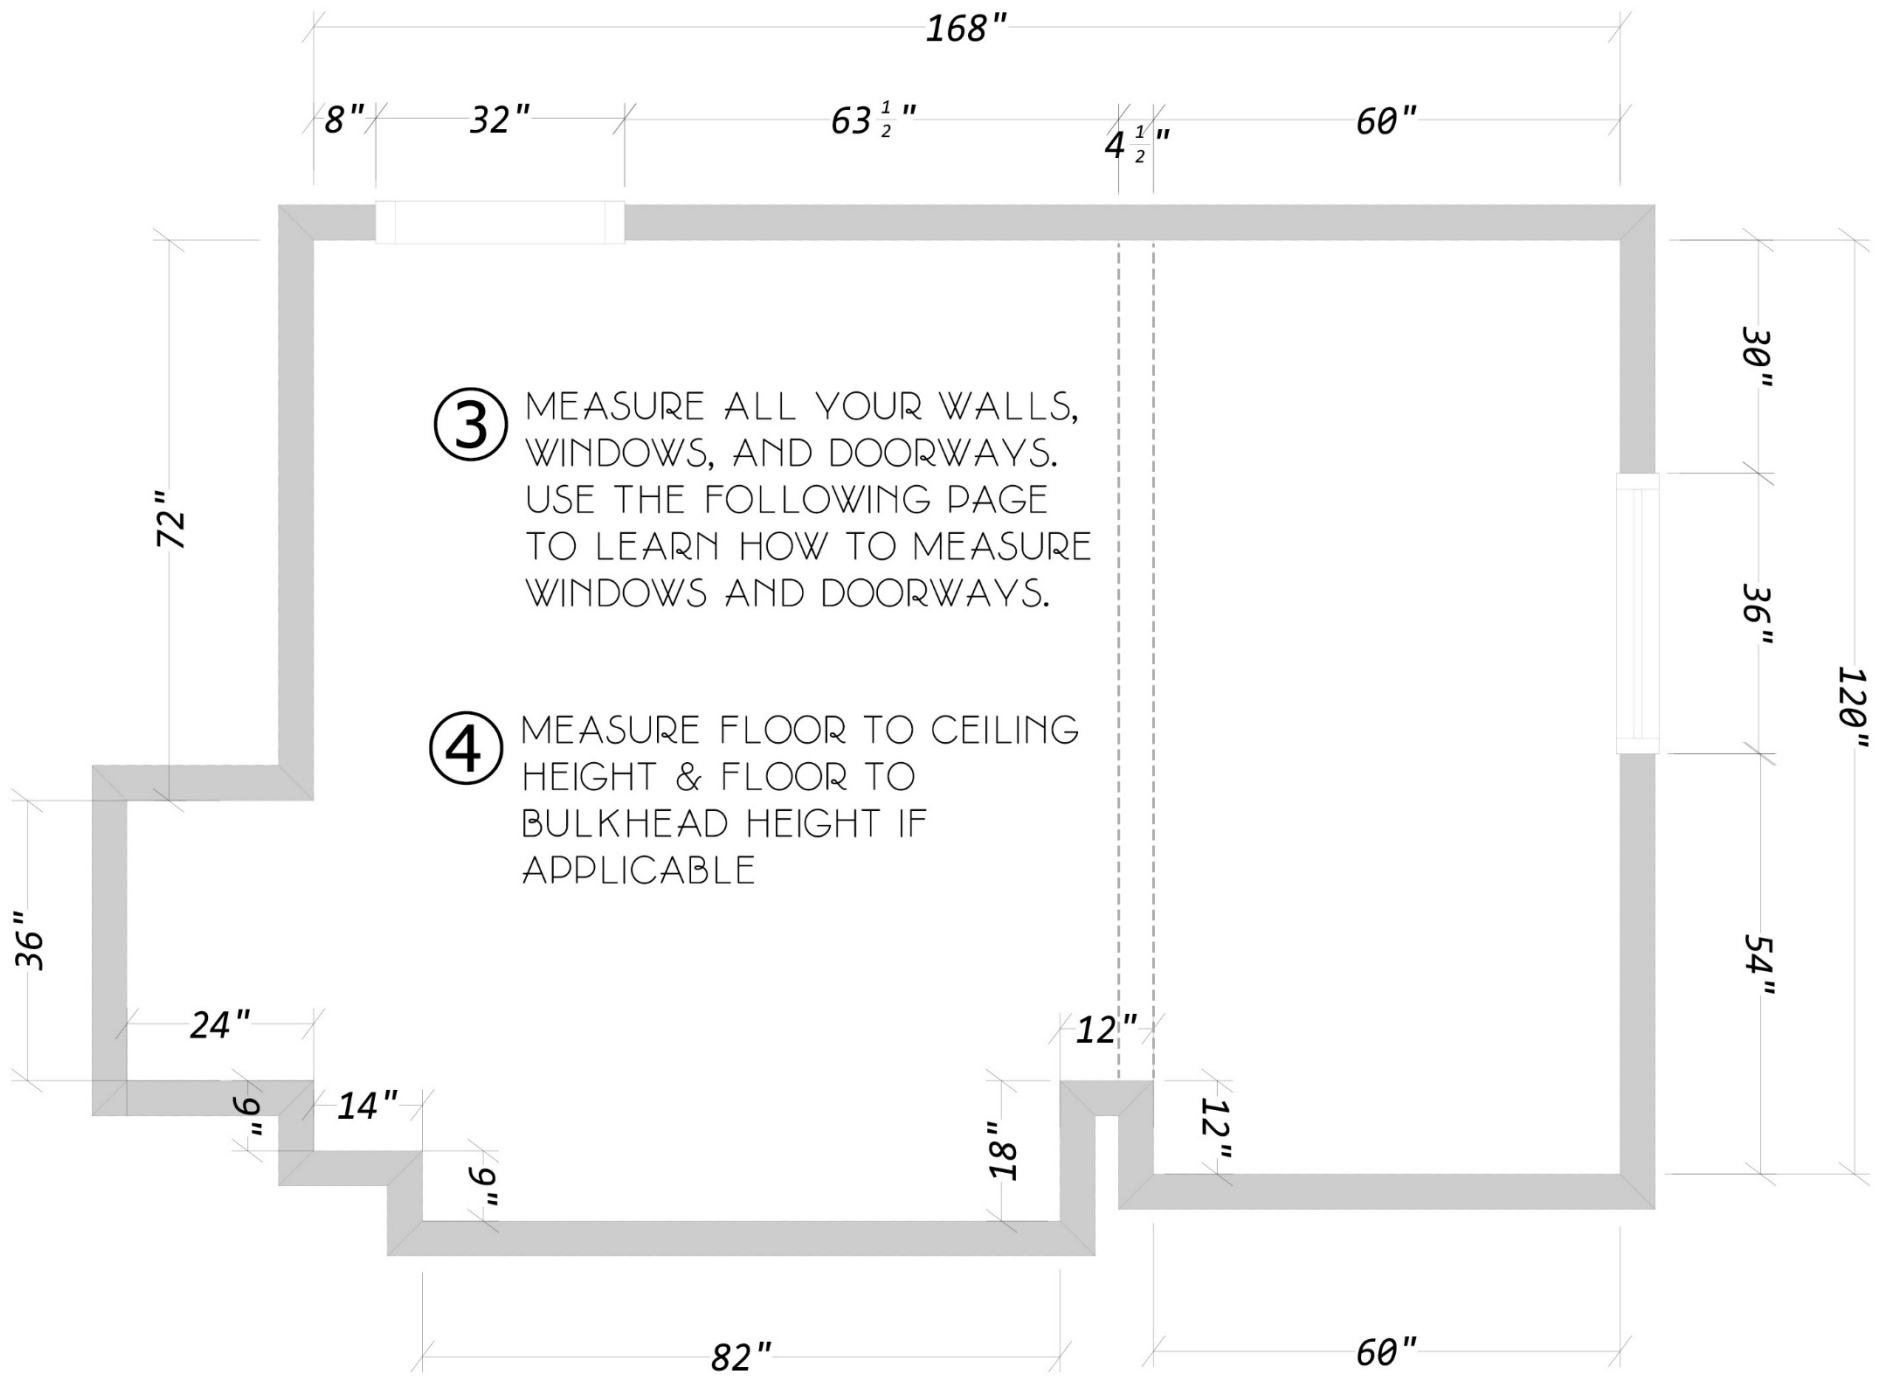 168"
8" 32" 63 1/2" 4 1/2" 60"
30"
③ MEASURE ALL YOUR WALLS,
WINDOWS, AND DOORWAYS.
USE THE FOLLOWING PAGE
TO LEARN HOW TO MEASURE
WINDOWS AND DOORWAYS.
72"
36"
120"
④ MEASURE FLOOR TO CEILING
HEIGHT & FLOOR TO
BULKHEAD HEIGHT IF
APPLICABLE
36"
54"
24"
12"
9"
14"
18"
12"
9"
82"
60"